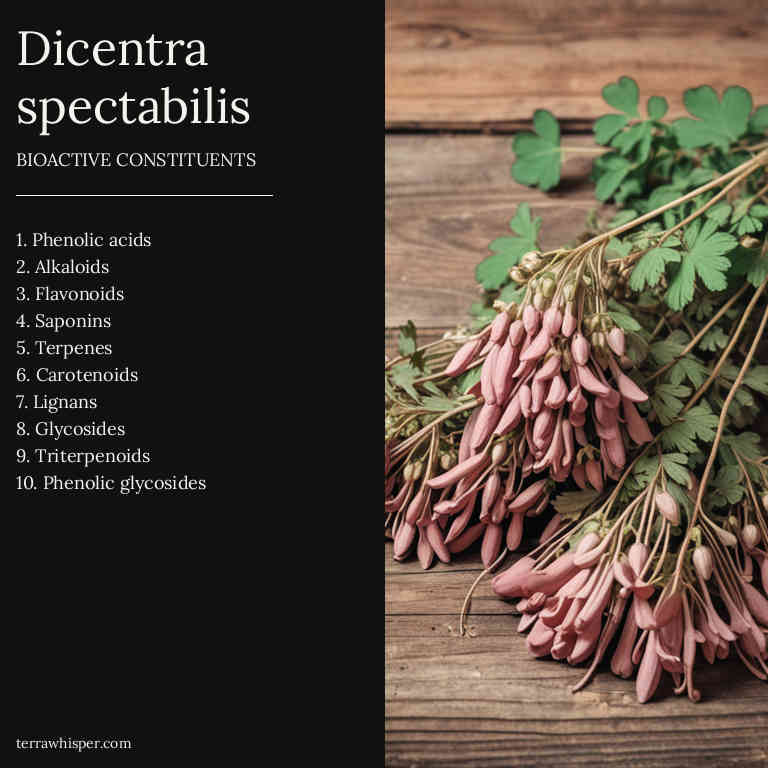 Dicentra
spectabilis
BIOACTIVE CONSTITUENTS
1. Phenolic acids
2. Alkaloids
3. Flavonoids
4. Saponins
5. Terpenes
6. Carotenoids
7. Lignans
8. Glycosides
9. Triterpenoids
10. Phenolic glycosides
terrawhisper.com